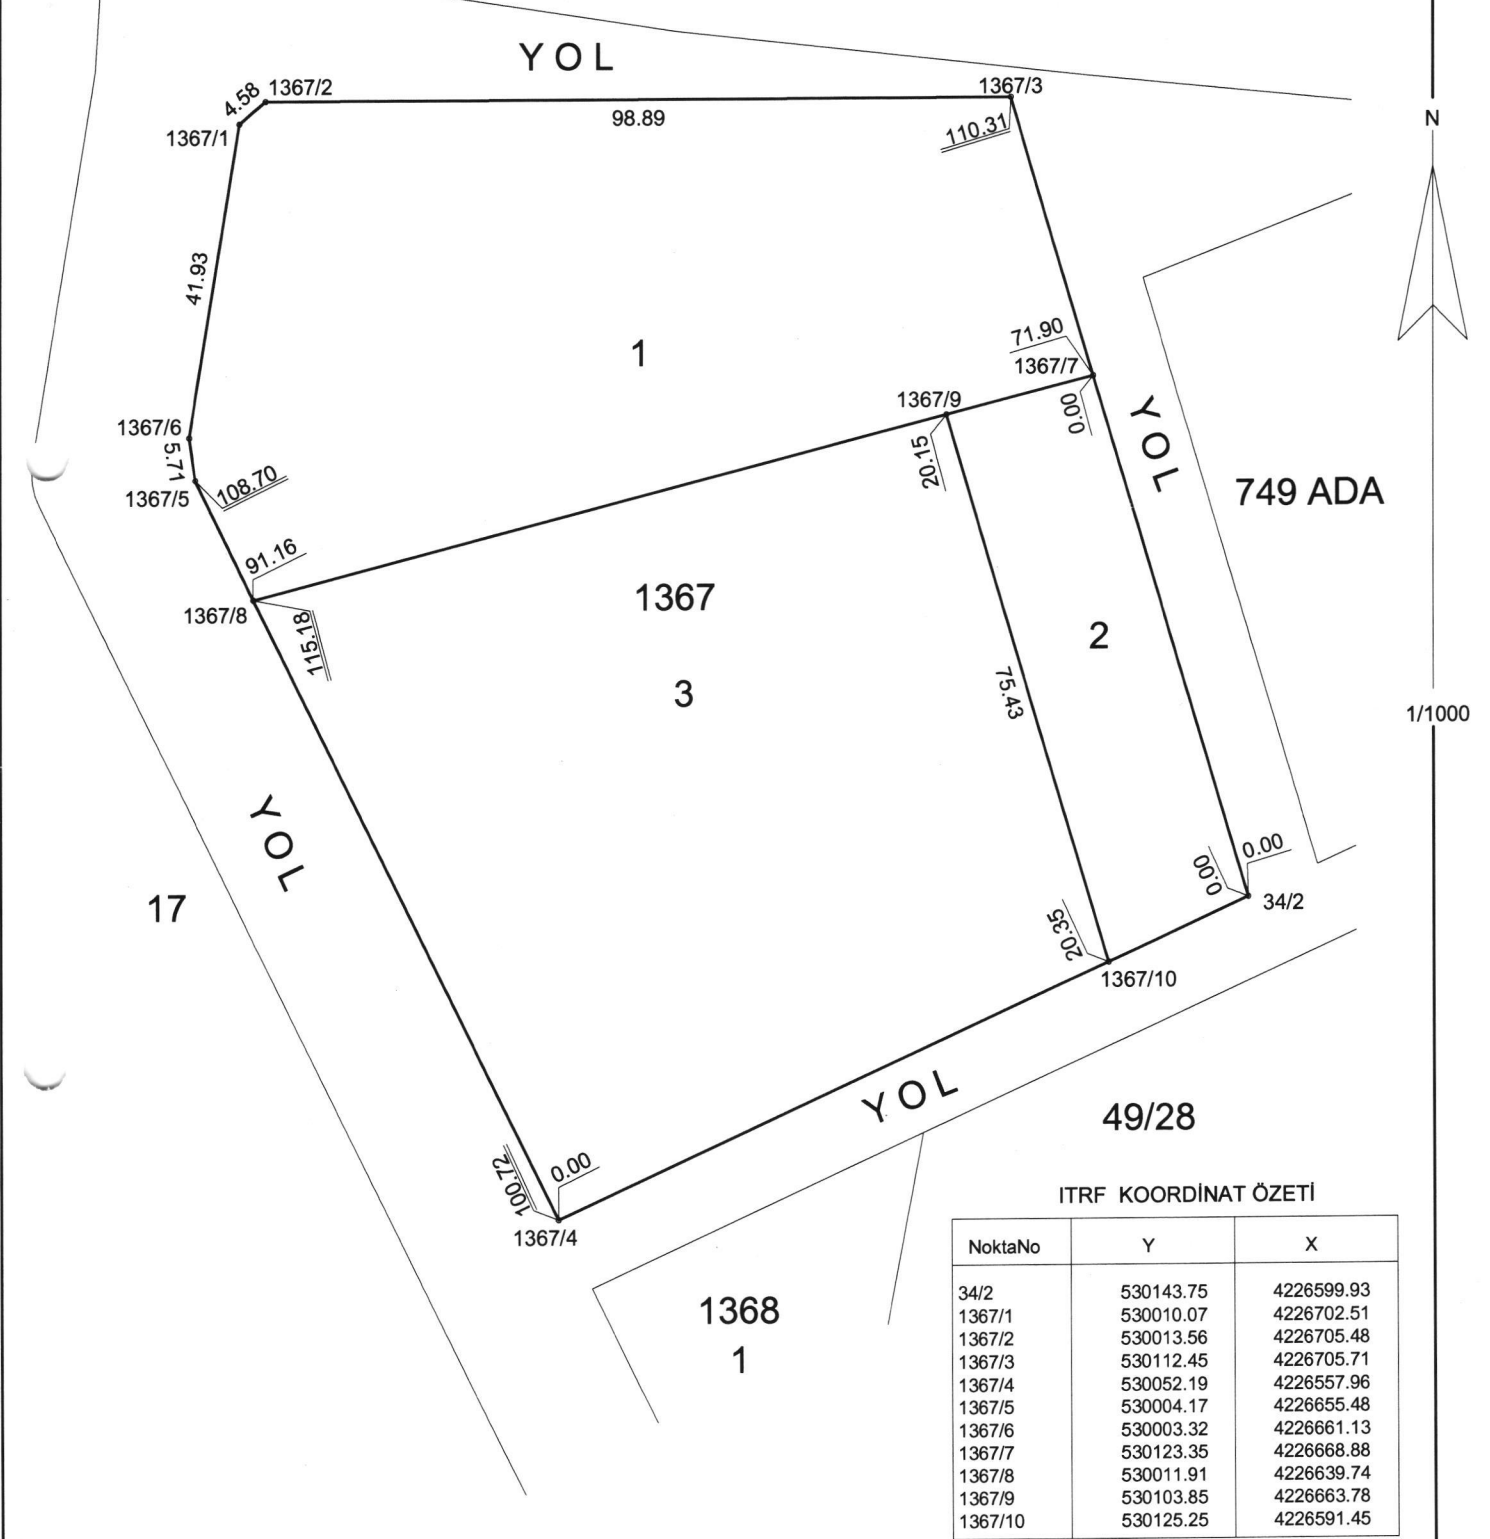 YOL
1367/2
1367/3
4.58
98.89
110.31
N
1367/1
41.93
1
71.90
1367/7
1367/9
0.00
YOL
1367/6
5.71
20.15
1367/5
108.70
749 ADA
91.16
1367
1367/8
115.18
2
3
75.43
1/1000
YOL
17
0.00
0.00
34/2
20.35
1367/10
YOL
49/28
100.72
0.00
1367/4
ITRF KOORDİNAT ÖZETİ
NoktaNo Y X
34/2 530143.75 4226599.93
1367/1 530010.07 4226702.51
1367/2 530013.56 4226705.48
1367/3 530112.45 4226705.71
1367/4 530052.19 4226557.96
1367/5 530004.17 4226655.48
1367/6 530003.32 4226661.13
1367/7 530123.35 4226668.88
1367/8 530011.91 4226639.74
1367/9 530103.85 4226663.78
1367/10 530125.25 4226591.45
1368
1